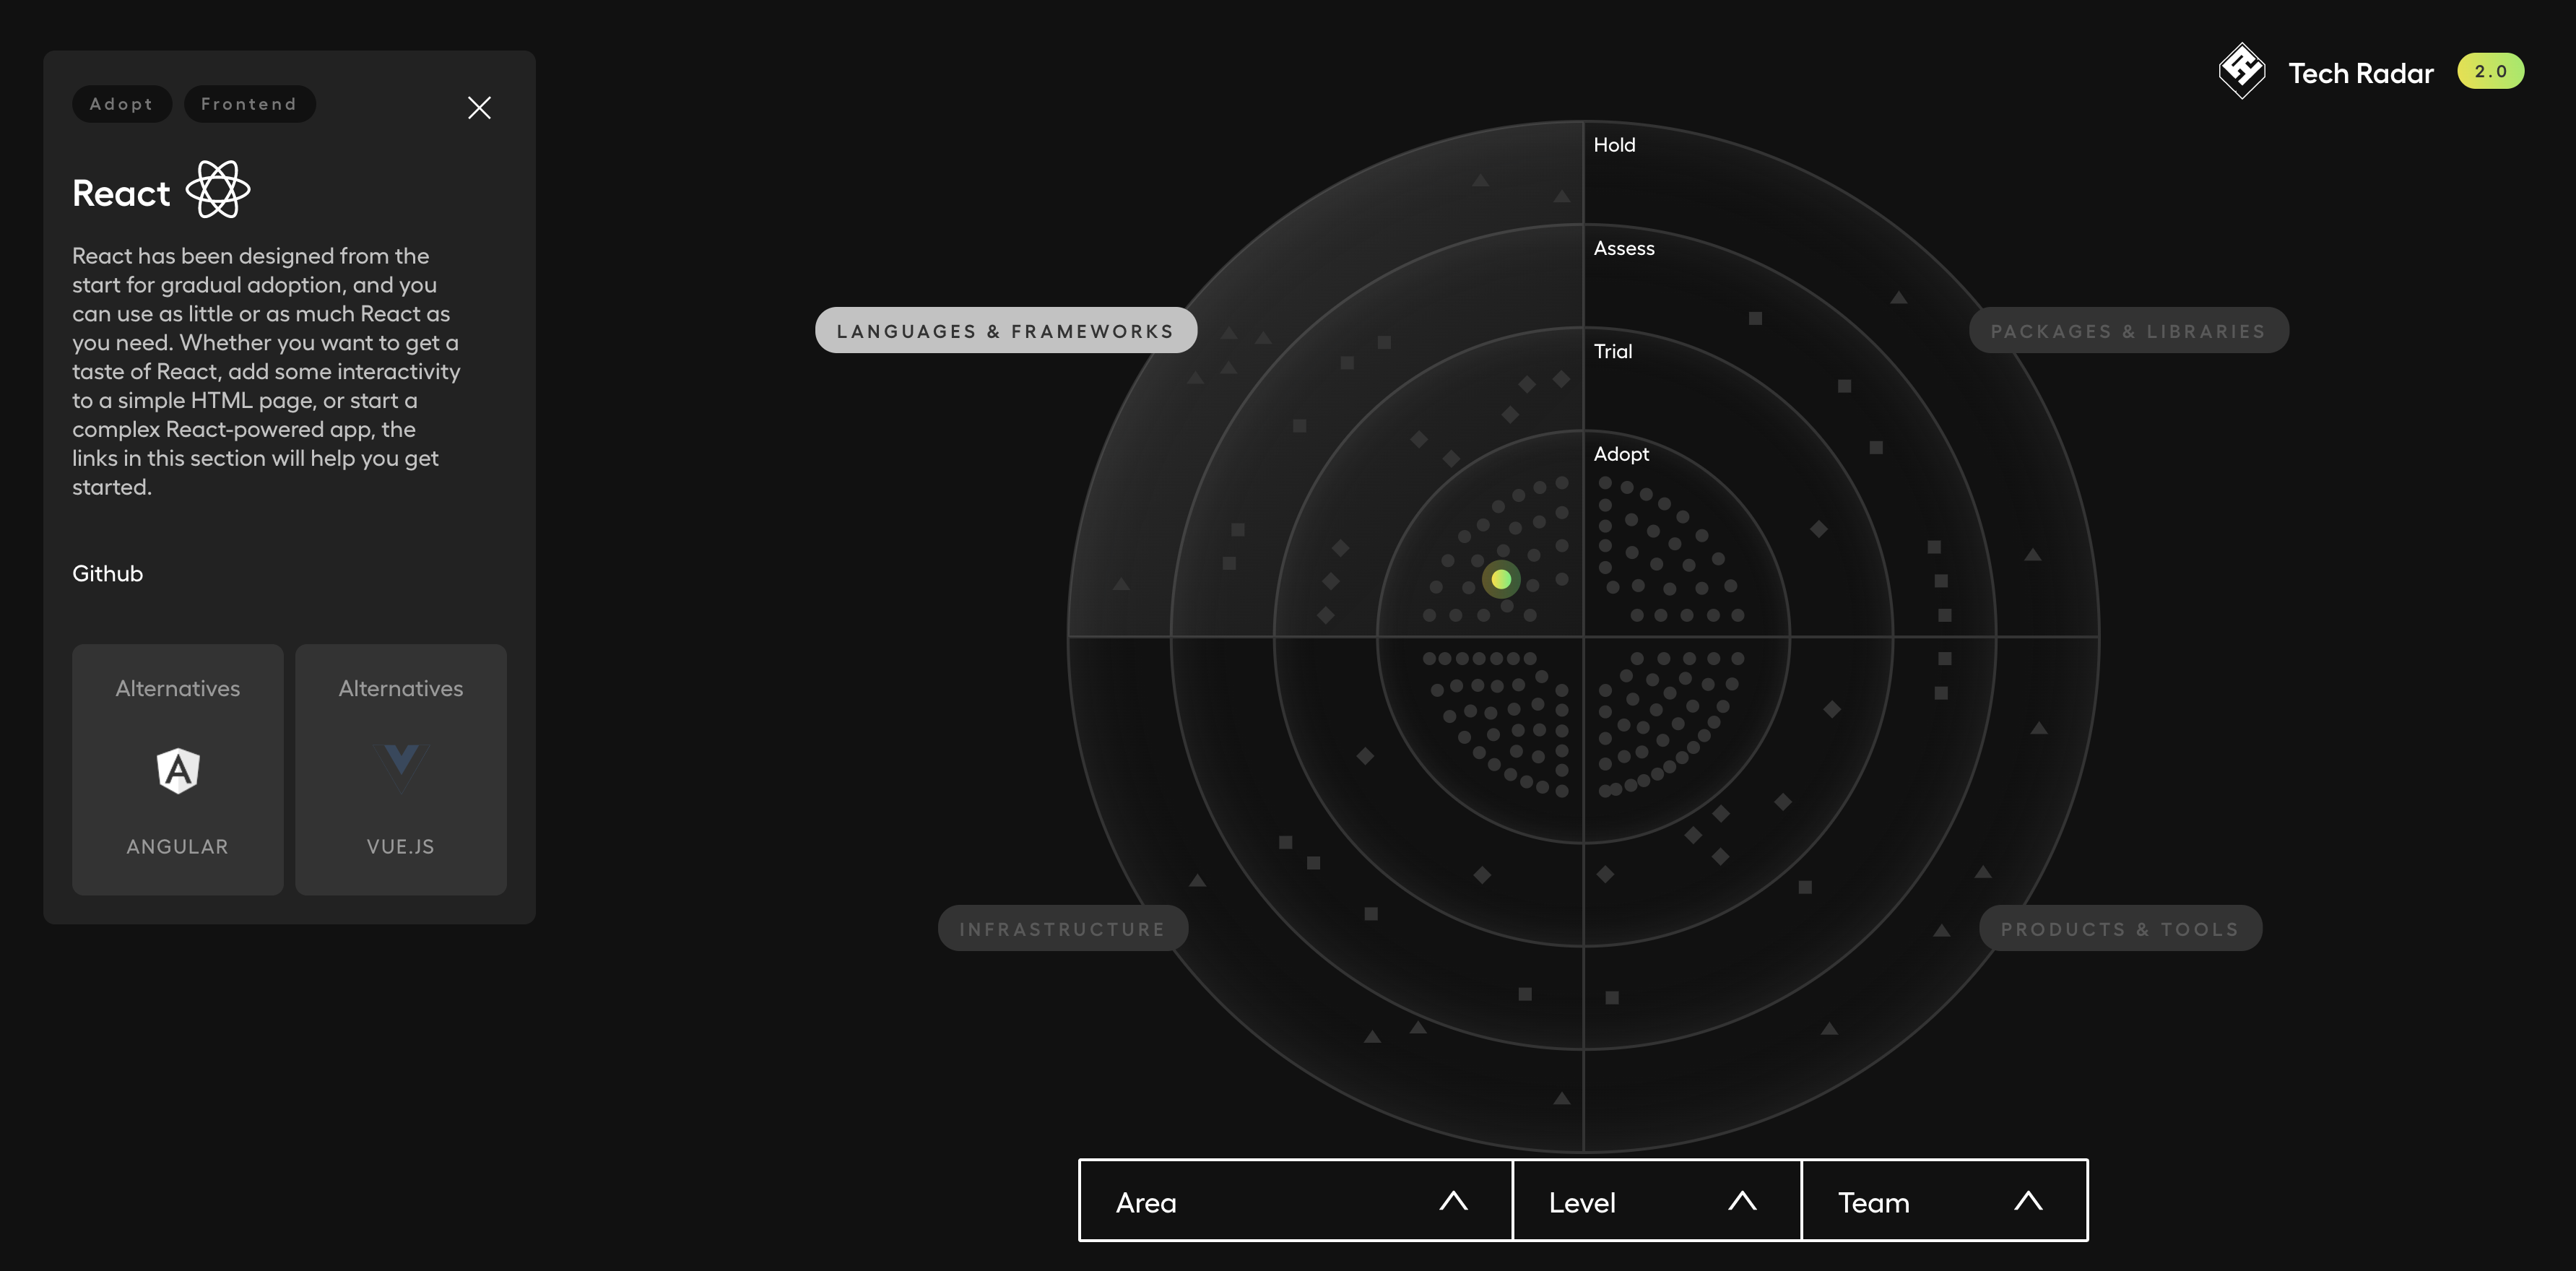 Adopt
Frontend
React
React has been designed from the
start for gradual adoption, and you
can use as little or as much React as
you need. Whether you want to get a
taste of React, add some interactivity
to a simple HTML page, or start a
complex React-powered app, the
links in this section will help you get
started.
Github
Alternatives
ANGULAR
Alternatives
VUE.JS
Tech Radar
2.0
Hold
Assess
Trial
Adopt
LANGUAGES & FRAMEWORKS
PACKAGES & LIBRARIES
INFRASTRUCTURE
PRODUCTS & TOOLS
Area
Level
Team